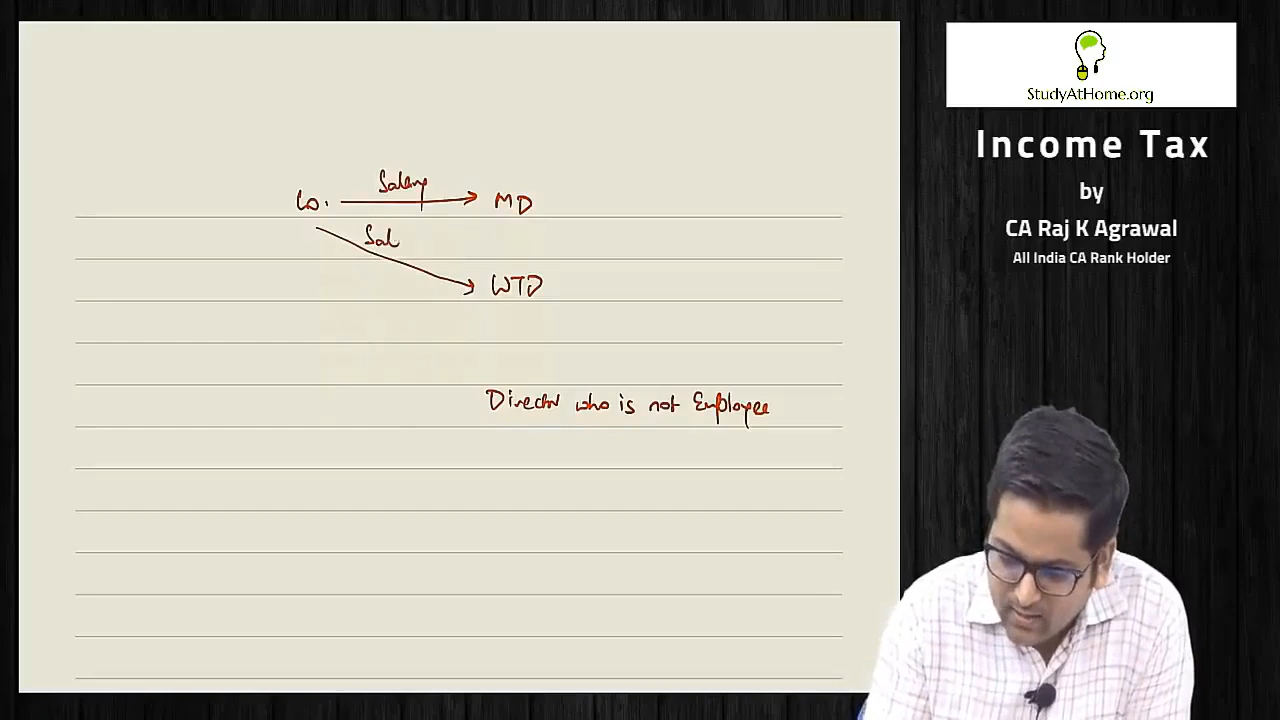 Salary
Co. MD
Sal
WTD
Director who is not Employee
StudyAtHome.org
Income Tax
by
CA Raj K Agrawal
All India CA Rank Holder